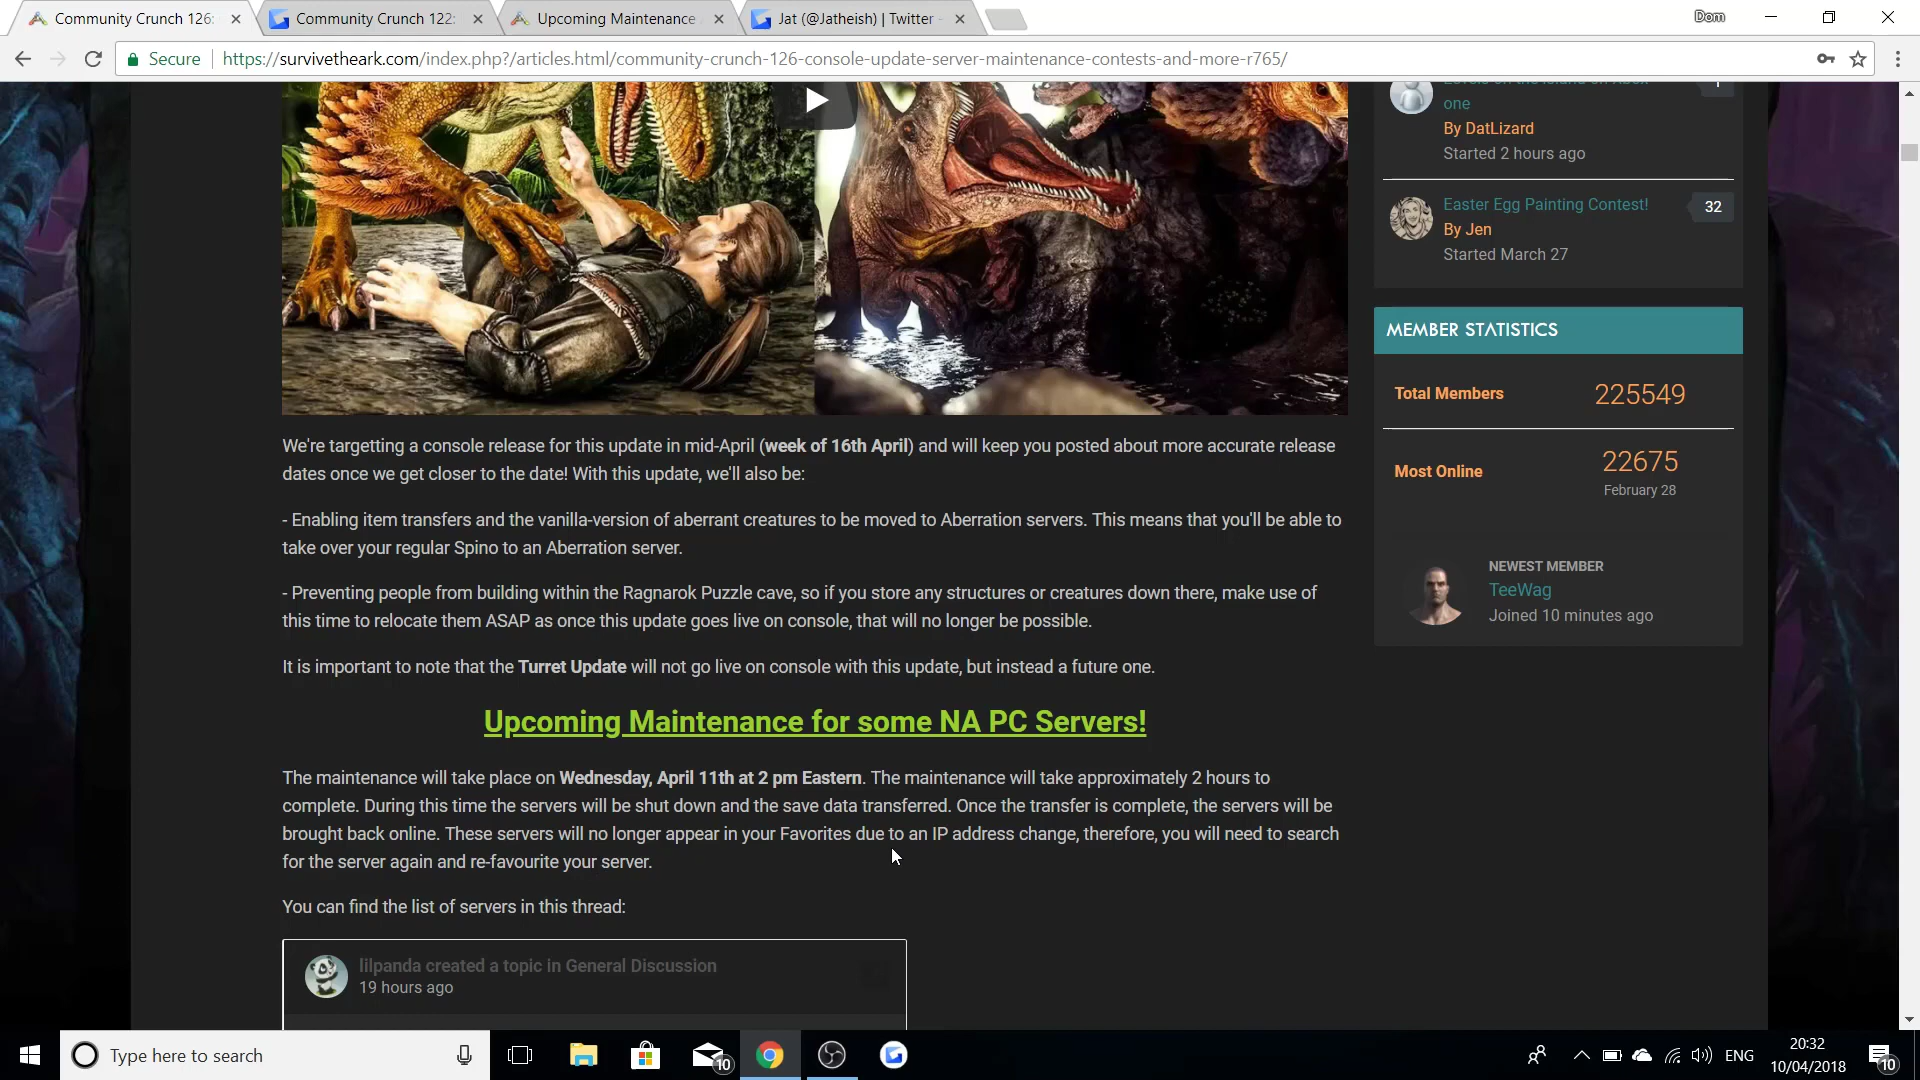 Community Crunch 126:
Community Crunch 122:
Upcoming Maintenance
Jat (@Jatheish) | Twitter
Dom
Secure
https://survivetheark.com/index.php?/articles.html/community-crunch-126-console-update-server-maintenance-contests-and-more-r765/
one
By DatLizard
Started 2 hours ago
Easter Egg Painting Contest!
32
By Jen
Started March 27
MEMBER STATISTICS
Total Members
225549
Most Online
22675
February 28
NEWEST MEMBER
TeeWag
Joined 10 minutes ago
We're targetting a console release for this update in mid-April (week of 16th April) and will keep you posted about more accurate release
dates once we get closer to the date! With this update, we'll also be:
- Enabling item transfers and the vanilla-version of aberrant creatures to be moved to Aberration servers. This means that you'll be able to
take over your regular Spino to an Aberration server.
- Preventing people from building within the Ragnarok Puzzle cave, so if you store any structures or creatures down there, make use of
this time to relocate them ASAP as once this update goes live on console, that will no longer be possible.
It is important to note that the Turret Update will not go live on console with this update, but instead a future one.
Upcoming Maintenance for some NA PC Servers!
The maintenance will take place on Wednesday, April 11th at 2 pm Eastern. The maintenance will take approximately 2 hours to
complete. During this time the servers will be shut down and the save data transferred. Once the transfer is complete, the servers will be
brought back online. These servers will no longer appear in your Favorites due to an IP address change, therefore, you will need to search
for the server again and re-favourite your server.
You can find the list of servers in this thread:
lilpanda created a topic in General Discussion
19 hours ago
Type here to search
10
ENG
20:32
10/04/2018
10